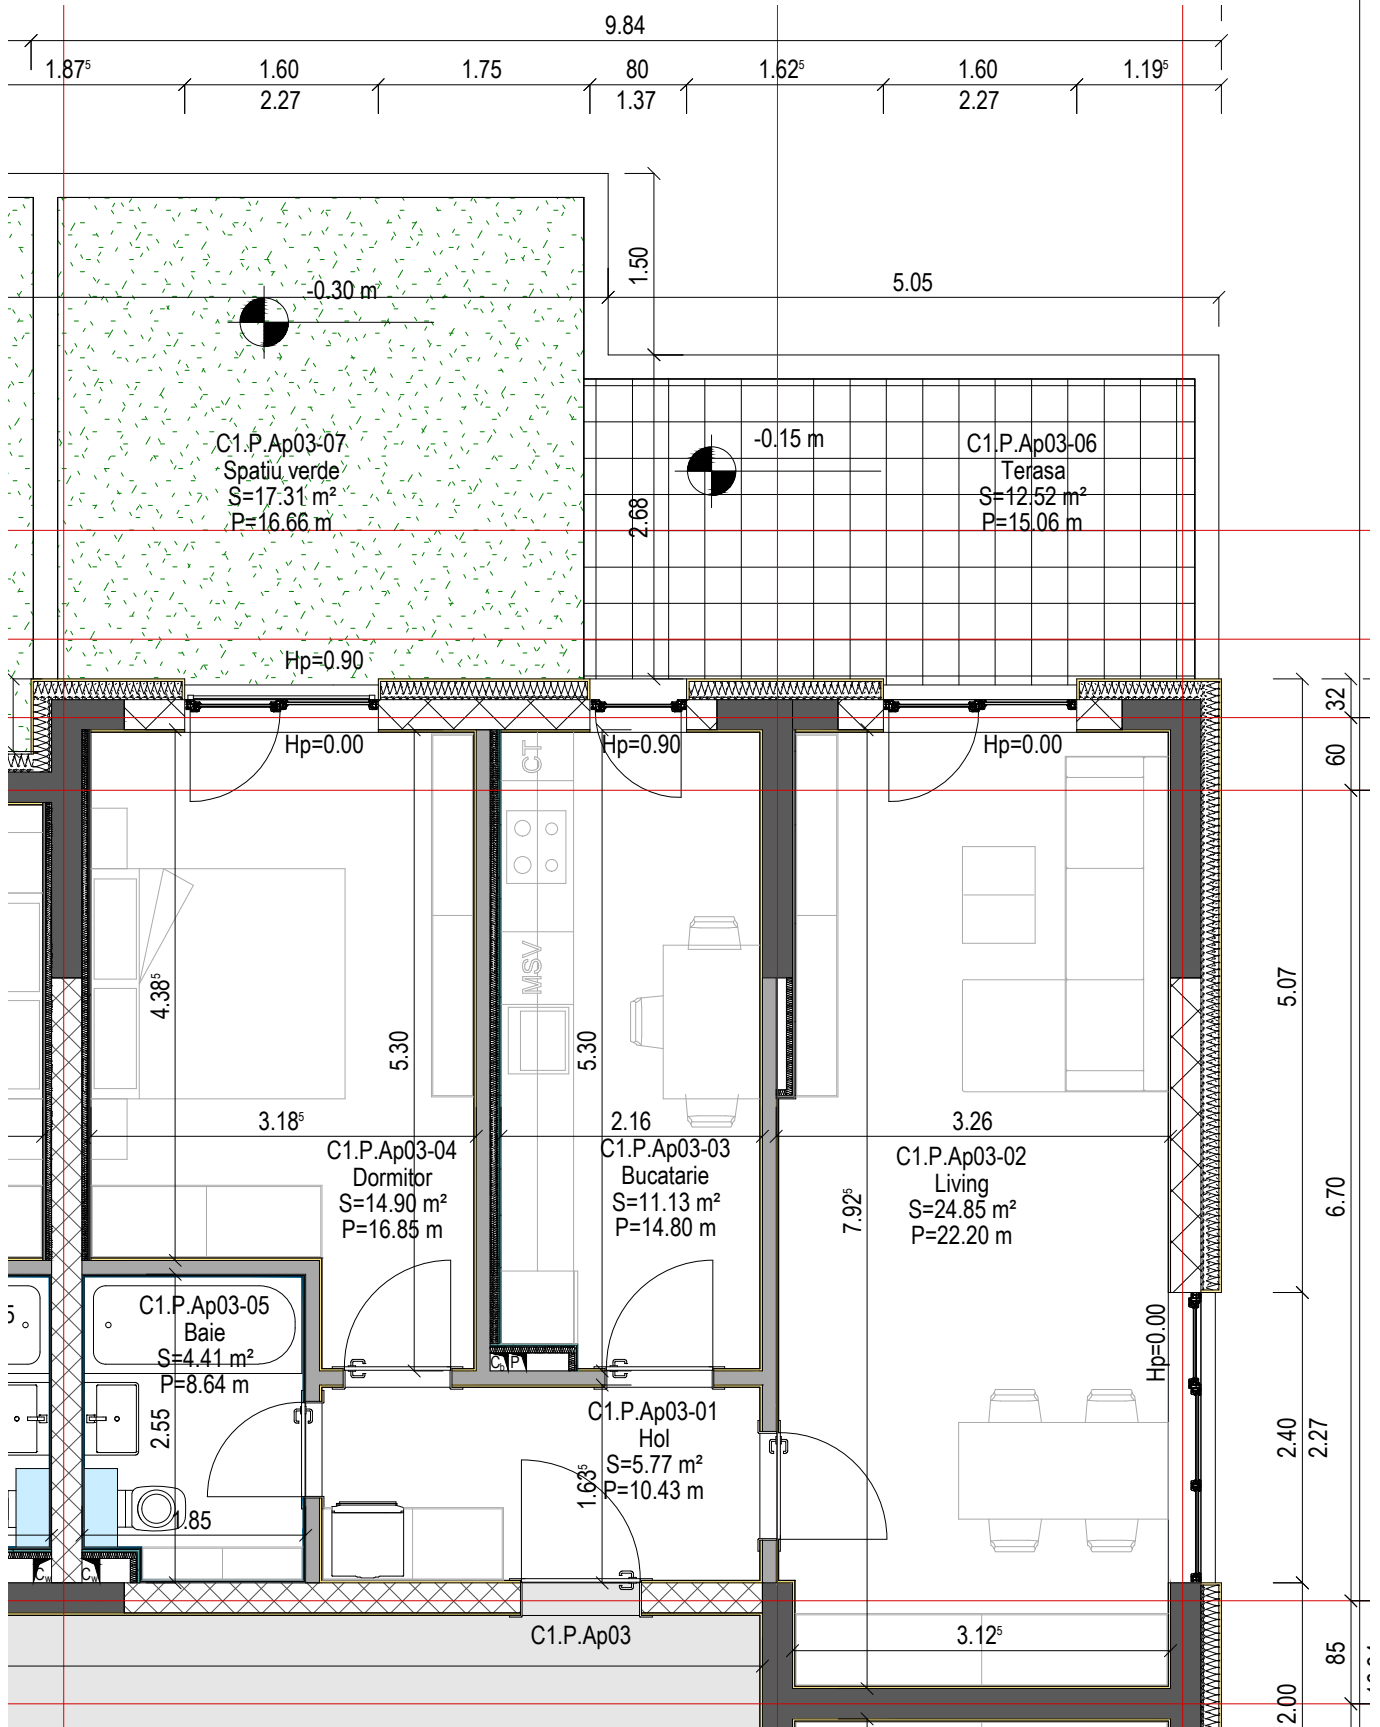 9.84
1.87⁵
1.60
1.75
80
1.62⁵
1.60
1.19⁵
2.27
1.37
2.27
1.50
-0.30 m
5.05
C1.P.Ap03-07
Spatiu verde
S=17.31 m²
P=16.66 m
-0.15 m
2.68
C1.P.Ap03-06
Terasa
S=12.52 m²
P=15.06 m
Hp=0.90
32
Hp=0.00
Hp=0.90
Hp=0.00
60
CT
MSV
4.38⁵
5.30
5.30
5.07
3.18⁵
2.16
3.26
C1.P.Ap03-04
Dormitor
S=14.90 m²
P=16.85 m
C1.P.Ap03-03
Bucatarie
S=11.13 m²
P=14.80 m
C1.P.Ap03-02
Living
S=24.85 m²
P=22.20 m
7.92⁵
6.70
5
C1.P.Ap03-05
Baie
S=4.41 m²
P=8.64 m
Hp=0.00
Ch P
2.55
C1.P.Ap03-01
Hol
S=5.77 m²
P=10.43 m
1.63⁵
2.40
2.27
1.85
Cw
Cw
C1.P.Ap03
3.12⁵
85
2.00